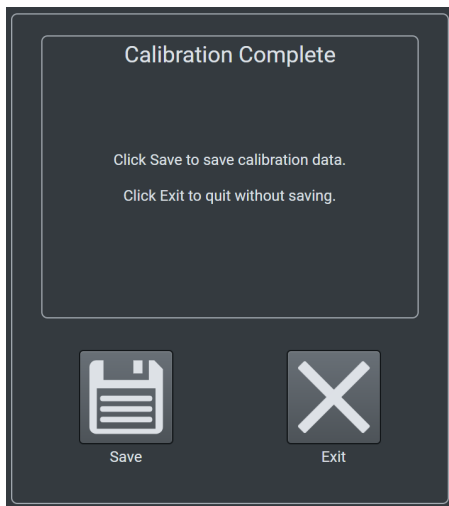 Calibration Complete
Click Save to save calibration data.
Click Exit to quit without saving.
Save
Exit